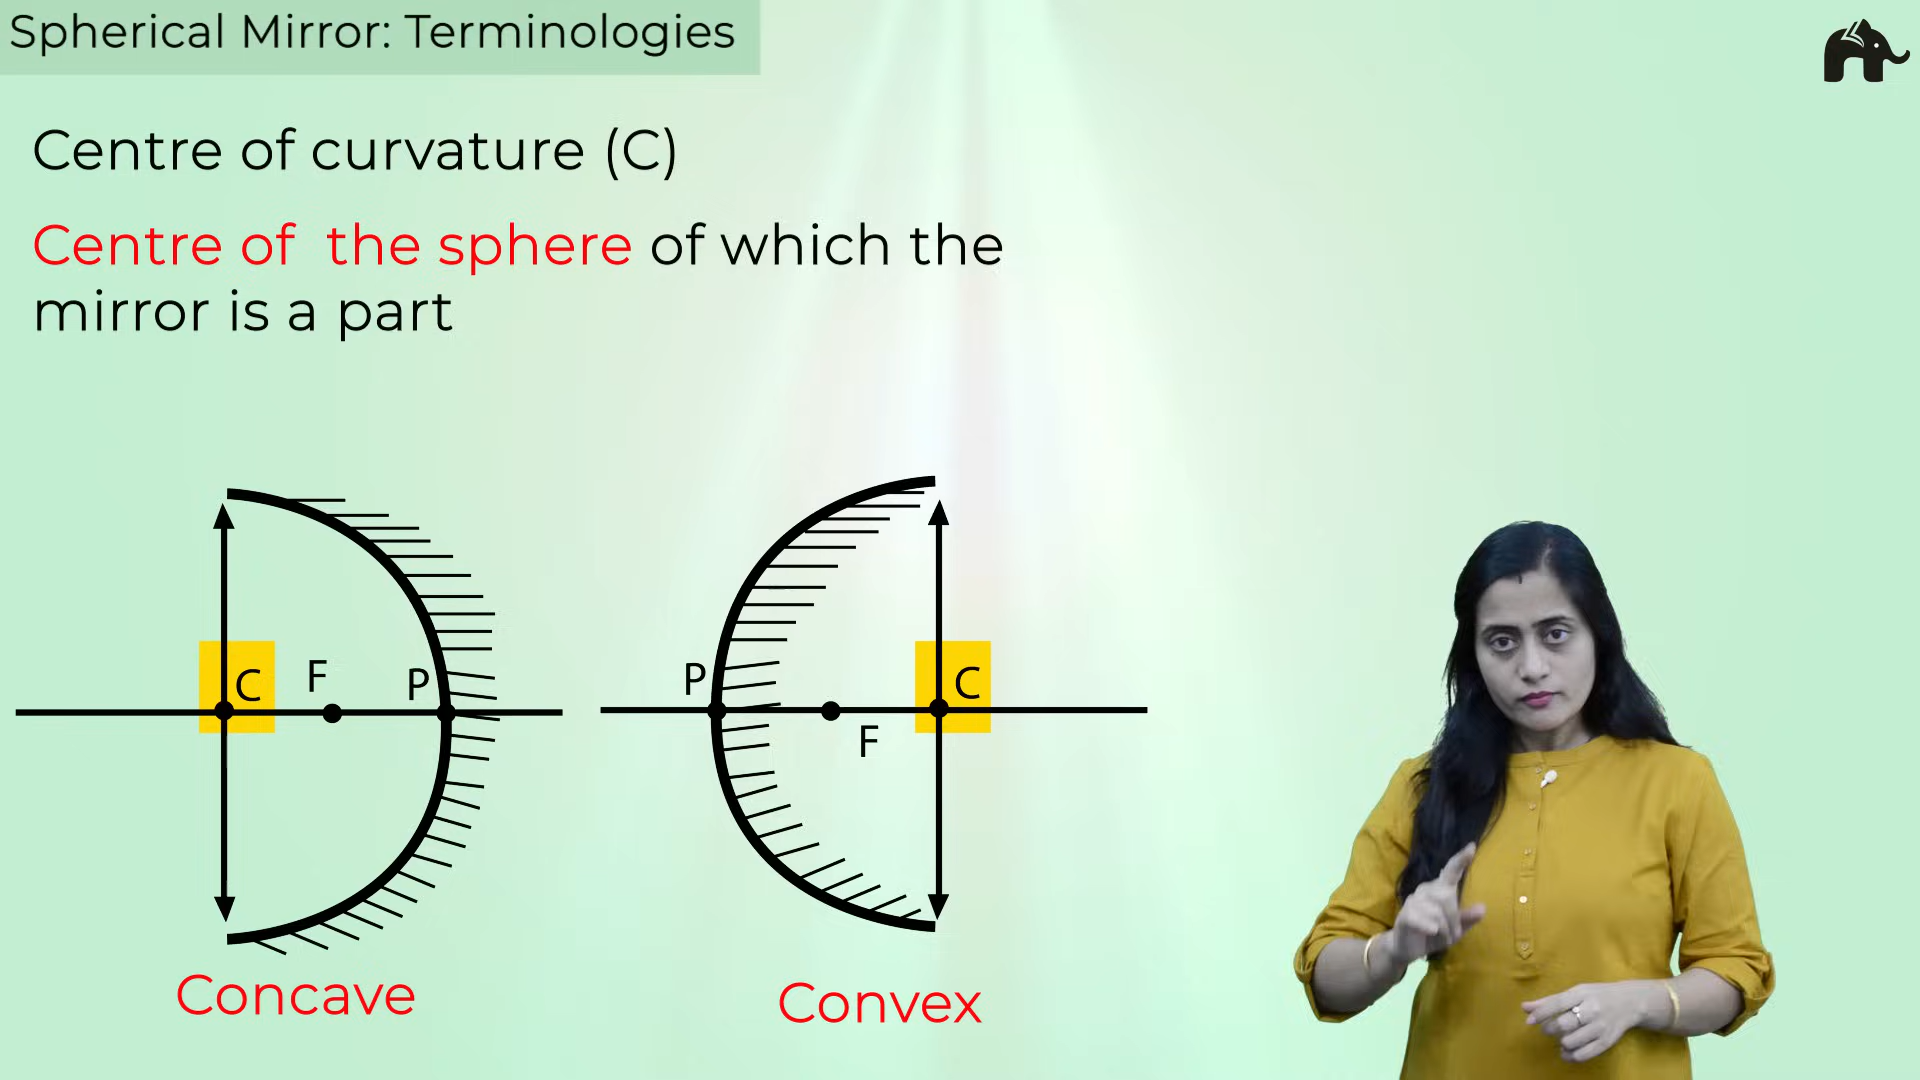 Spherical Mirror: Terminologies
Centre of curvature (C)
Centre of the sphere of which the
mirror is a part
C F P
P F C
Concave
Convex